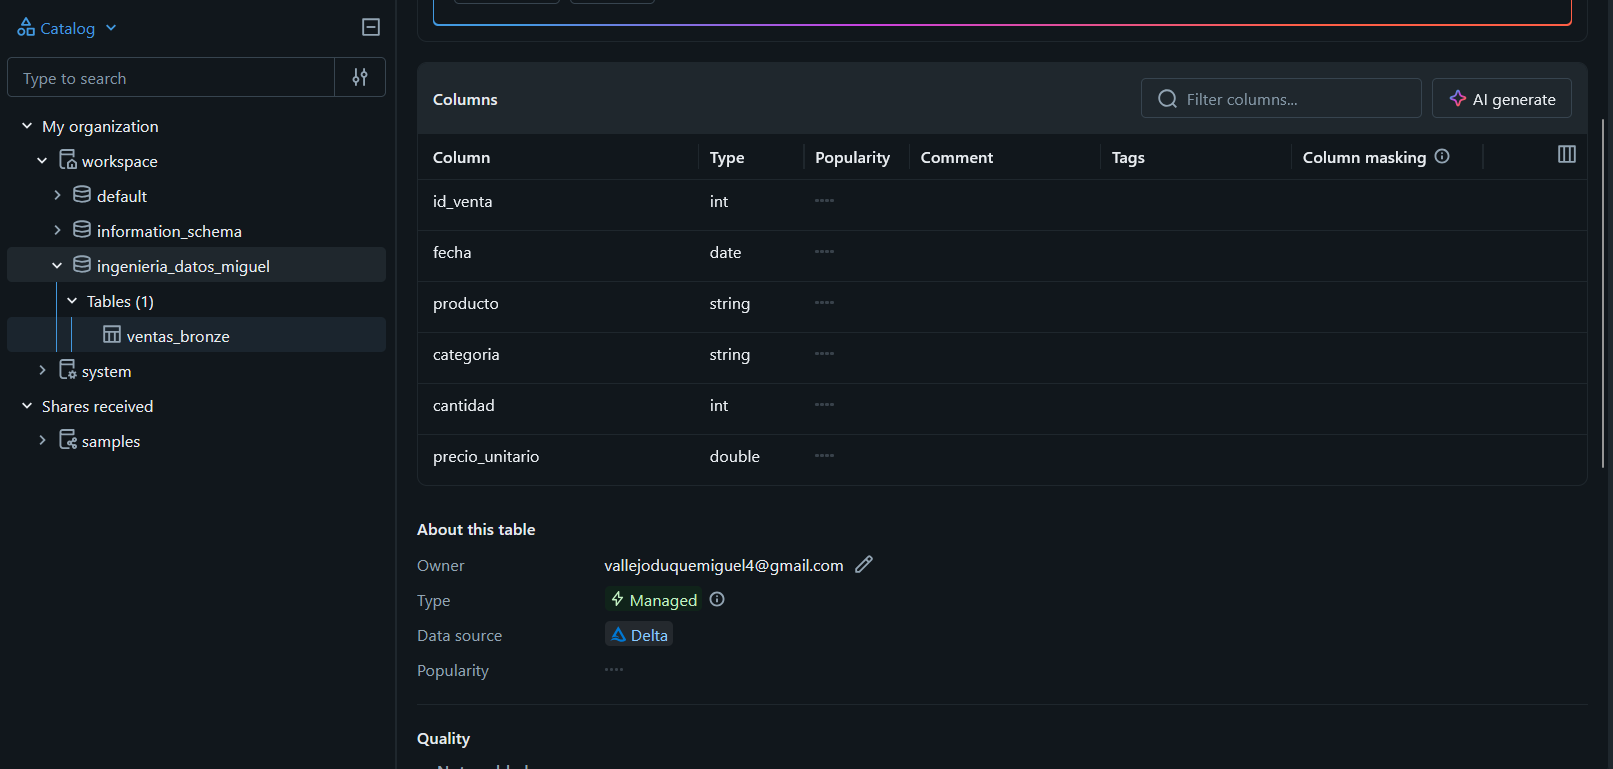 Catalog
Type to search
My organization
workspace
default
information_schema
ingenieria_datos_miguel
Tables (1)
ventas_bronze
system
Shares received
samples
Columns
Filter columns...
AI generate
Column Type Popularity Comment Tags Column masking
id_venta int
fecha date
producto string
categoria string
cantidad int
precio_unitario double
About this table
Owner vallejoduquemiguel4@gmail.com
Type Managed
Data source Delta
Popularity
Quality